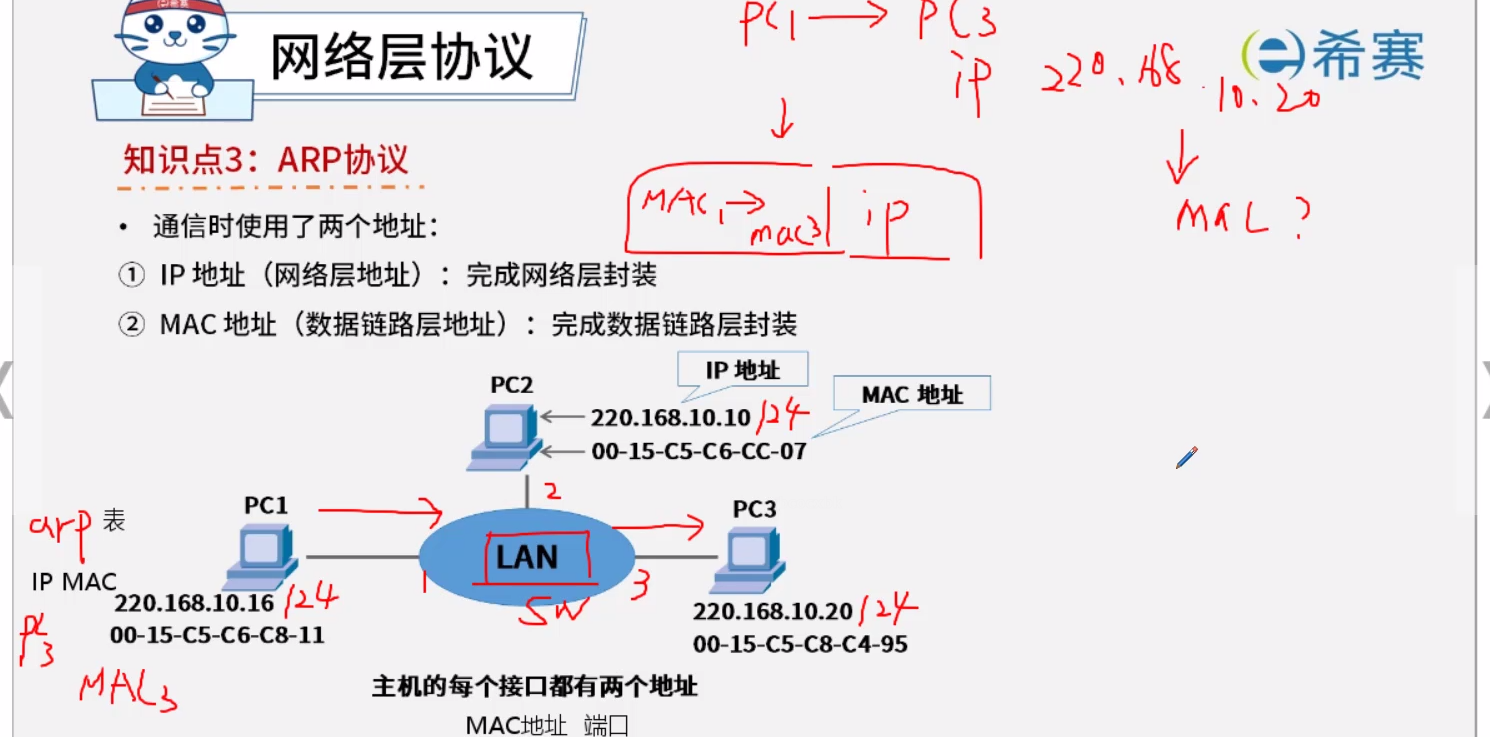 网络层协议
PC1 → PC3
ip 220.168.10.20
希赛
知识点3：ARP协议
↓
↓
MAC1→mac3 ip
MAC?
• 通信时使用了两个地址：
① IP 地址（网络层地址）：完成网络层封装
② MAC 地址（数据链路层地址）：完成数据链路层封装
IP 地址
MAC 地址
PC2
220.168.10.10 /24
00-15-C5-C6-CC-07
2
PC1
PC3
arp 表
LAN
IP MAC
1
3
SW
220.168.10.16 /24
00-15-C5-C6-C8-11
220.168.10.20 /24
00-15-C5-C8-C4-95
PC3
MAC3
主机的每个接口都有两个地址
MAC地址 端口